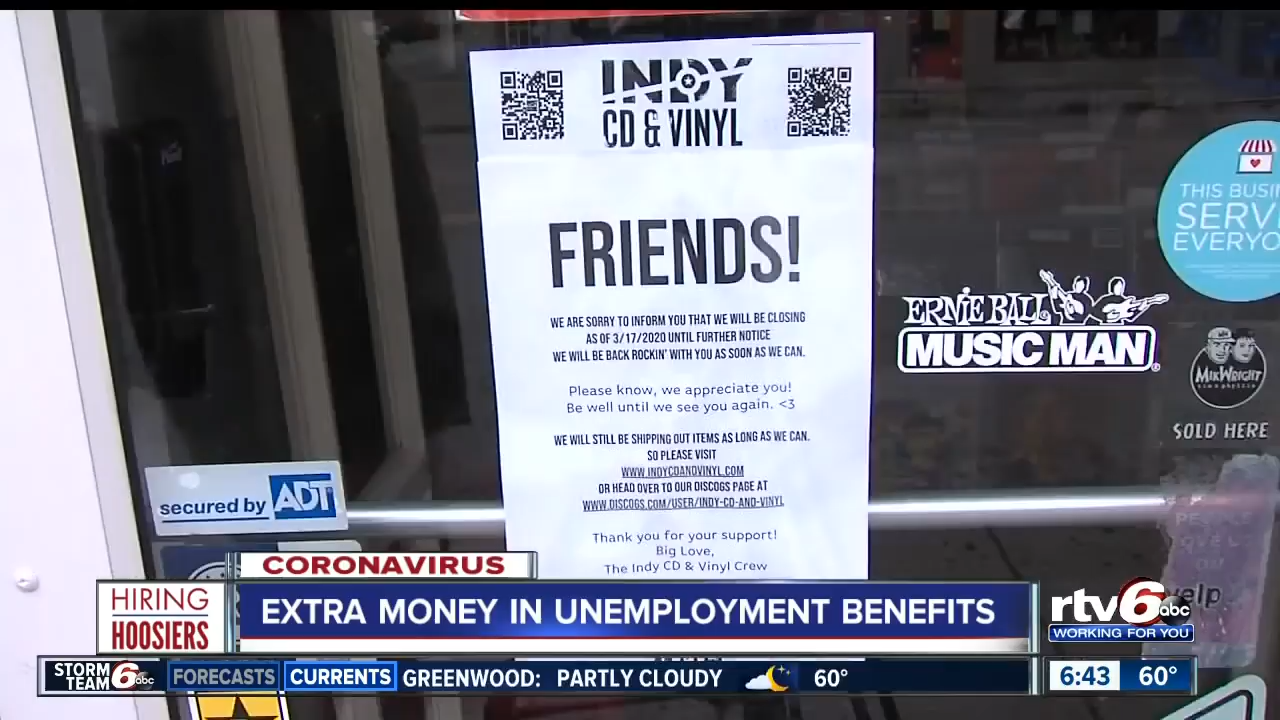 INDY
CD & VINYL
FRIENDS!
WE ARE SORRY TO INFORM YOU THAT WE WILL BE CLOSING
AS OF 3/17/2020 UNTIL FURTHER NOTICE
WE WILL BE BACK ROCKIN' WITH YOU AS SOON AS WE CAN.
Please know, we appreciate you!
Be well until we see you again. <3
WE WILL STILL BE SHIPPING OUT ITEMS AS LONG AS WE CAN.
SO PLEASE VISIT
WWW.INDYCDANDVINYL.COM
OR HEAD OVER TO OUR DISCOGS PAGE AT
WWW.DISCOGS.COM/USER/INDY-CD-AND-VINYL
Thank you for your support!
Big Love,
The Indy CD & Vinyl Crew
THIS BUSI
SERV
EVERYO
ERNIE BALL
MUSIC MAN
MakWright
SOLD HERE
PEOPLE
LOVE
ON
yelp
secured by ADT
CORONAVIRUS
HIRING
HOOSIERS
EXTRA MONEY IN UNEMPLOYMENT BENEFITS
rtv6 abc
WORKING FOR YOU
STORM
TEAM 6 abc
FORECASTS
CURRENTS
GREENWOOD: PARTLY CLOUDY 60°
6:43 60°